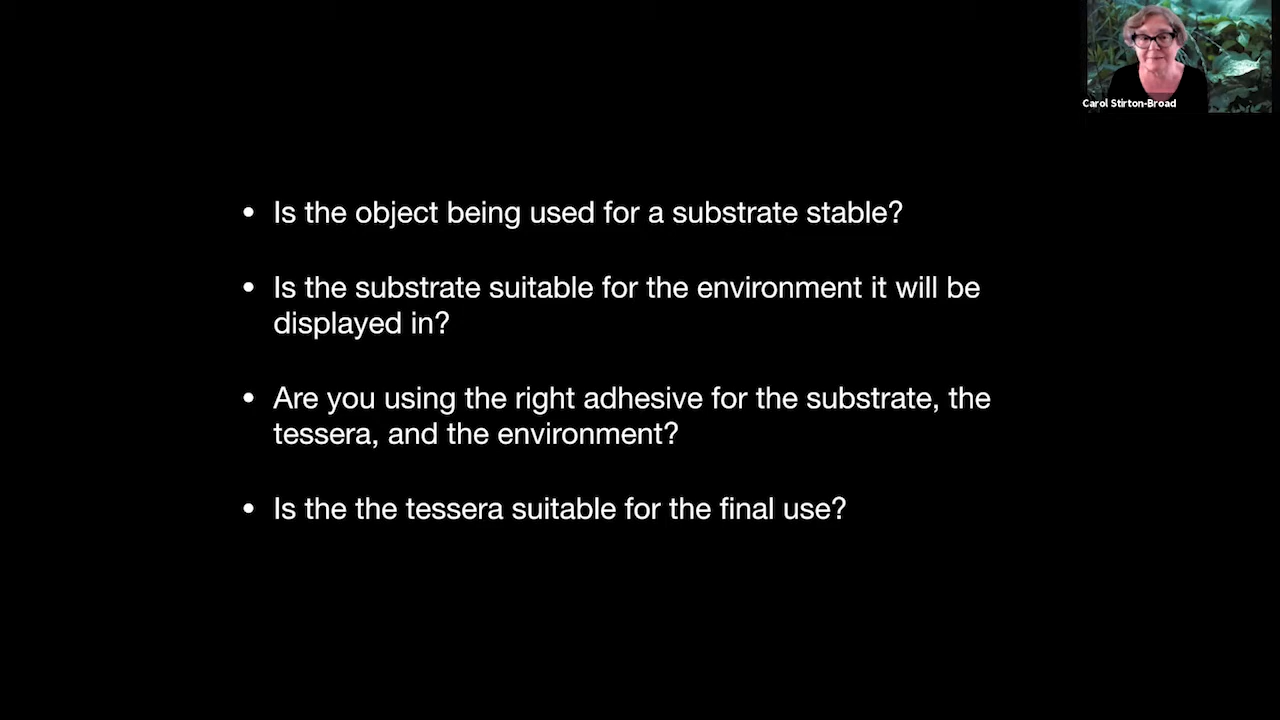 Carol Stirton-Broad
• Is the object being used for a substrate stable?
• Is the substrate suitable for the environment it will be
displayed in?
• Are you using the right adhesive for the substrate, the
tessera, and the environment?
• Is the the tessera suitable for the final use?